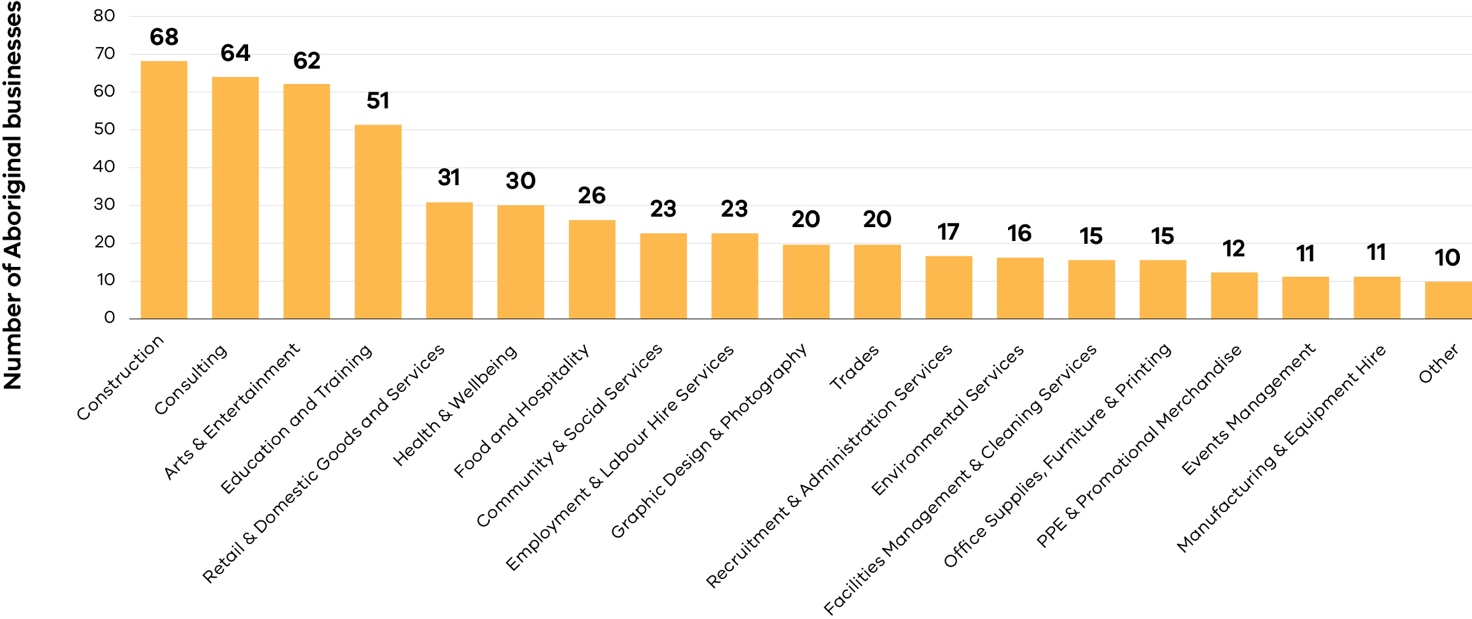 Number of Aboriginal businesses
80
70
60
50
40
30
20
10
0
68
64
62
51
31
30
26
23
23
20
20
17
16
15
15
12
11
11
10
Construction
Consulting
Arts & Entertainment
Education and Training
Retail & Domestic Goods and Services
Health & Wellbeing
Food and Hospitality
Community & Social Services
Employment & Labour Hire Services
Graphic Design & Photography
Trades
Recruitment & Administration Services
Environmental Services
Facilities Management & Cleaning Services
Office Supplies, Furniture & Printing
PPE & Promotional Merchandise
Events Management
Manufacturing & Equipment Hire
Other